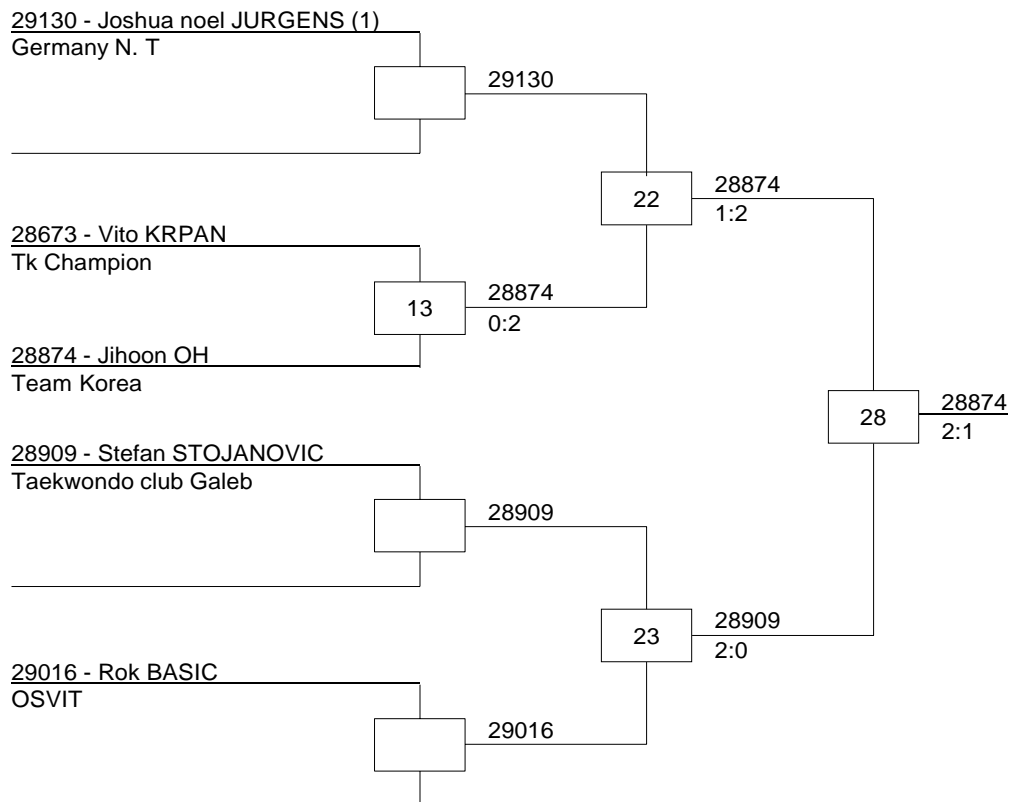 29130 - Joshua noel JURGENS (1)
Germany N. T
29130
22
28874
1:2
28673 - Vito KRPAN
Tk Champion
13
28874
0:2
28874 - Jihoon OH
Team Korea
28
28874
2:1
28909 - Stefan STOJANOVIC
Taekwondo club Galeb
28909
23
28909
2:0
29016 - Rok BASIC
OSVIT
29016